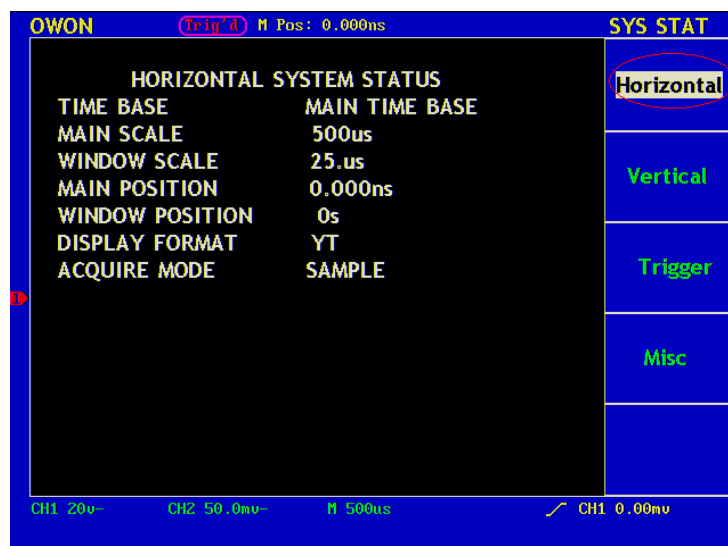 OWON Trig'd M Pos: 0.000ns SYS STAT
HORIZONTAL SYSTEM STATUS
TIME BASE MAIN TIME BASE
MAIN SCALE 500us
WINDOW SCALE 25.us
MAIN POSITION 0.000ns
WINDOW POSITION 0s
DISPLAY FORMAT YT
ACQUIRE MODE SAMPLE
Horizontal
Vertical
Trigger
Misc
1
CH1 20v- CH2 50.0mv- M 500us CH1 0.00mv